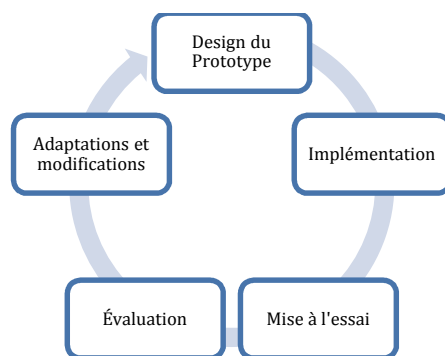 Design du
Prototype
Implémentation
Mise à l'essai
Évaluation
Adaptations et
modifications